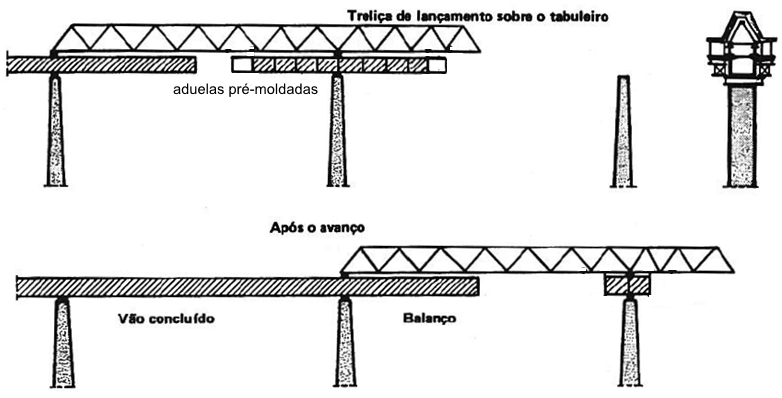 Treliça de lançamento sobre o tabuleiro
aduelas pré-moldadas
Após o avanço
Vão concluído
Balanço